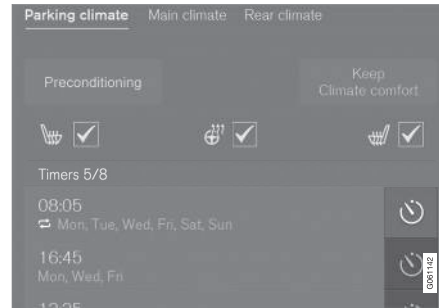 Parking climate Main climate Rear climate
Preconditioning
Keep
Climate comfort
Timers 5/8
08:05
Mon, Tue, Wed, Fri, Sat, Sun
16:45
Mon, Wed, Fri
G061142